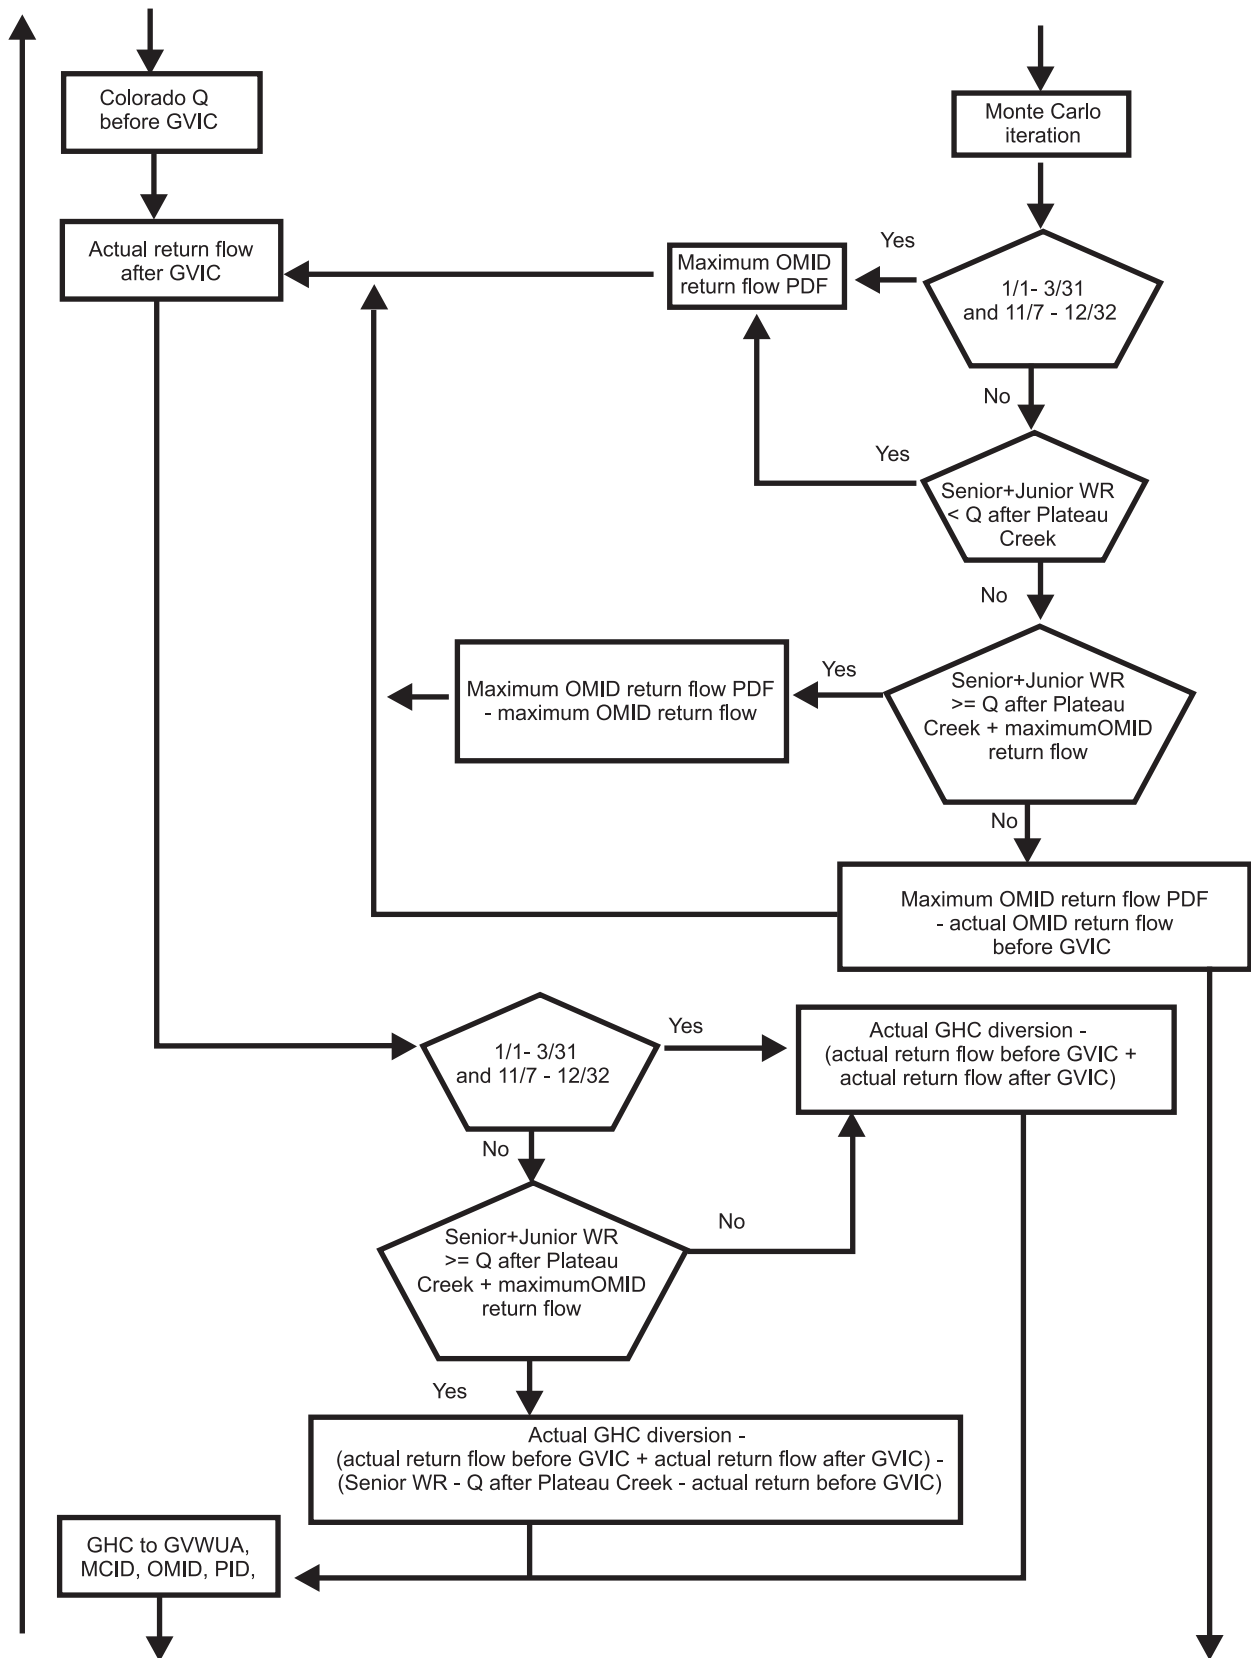 Colorado Q
before GVIC
Monte Carlo
iteration
Actual return flow
after GVIC
Maximum OMID
return flow PDF
Yes
1/1- 3/31
and 11/7 - 12/32
No
Yes
Senior+Junior WR
< Q after Plateau
Creek
No
Maximum OMID return flow PDF
- maximum OMID return flow
Yes
Senior+Junior WR
>= Q after Plateau
Creek + maximumOMID
return flow
No
Maximum OMID return flow PDF
- actual OMID return flow
before GVIC
1/1- 3/31
and 11/7 - 12/32
Yes
Actual GHC diversion -
(actual return flow before GVIC +
actual return flow after GVIC)
No
Senior+Junior WR
>= Q after Plateau
Creek + maximumOMID
return flow
No
Yes
Actual GHC diversion -
(actual return flow before GVIC + actual return flow after GVIC) -
(Senior WR - Q after Plateau Creek - actual return before GVIC)
GHC to GVWUA,
MCID, OMID, PID,